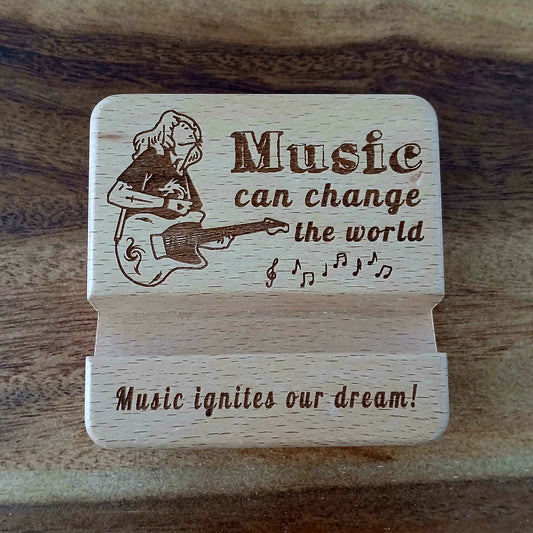 Music
can change
the world
Music ignites our dream!